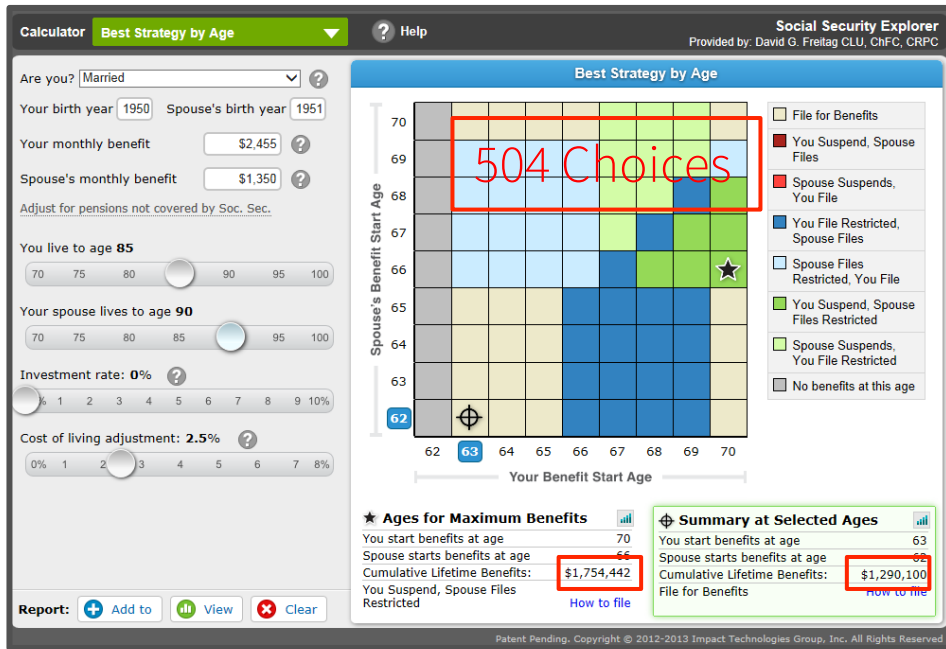 Calculator Best Strategy by Age ? Help
Social Security Explorer
Provided by: David G. Freitag CLU, ChFC, CRPC
Are you? Married ?
Your birth year 1950 Spouse's birth year 1951
Your monthly benefit $2,455 ?
Spouse's monthly benefit $1,350 ?
Adjust for pensions not covered by Soc. Sec.
You live to age 85
70 75 80 90 95 100
Your spouse lives to age 90
70 75 80 85 95 100
Investment rate: 0% ?
% 1 2 3 4 5 6 7 8 9 10%
Cost of living adjustment: 2.5% ?
0% 1 2 3 4 5 6 7 8%
Report: Add to View Clear
Best Strategy by Age
Spouse's Benefit Start Age
70
69
68
67
66
65
64
63
62
504 Choices
62 63 64 65 66 67 68 69 70
Your Benefit Start Age
File for Benefits
You Suspend, Spouse
Files
Spouse Suspends,
You File
You File Restricted,
Spouse Files
Spouse Files
Restricted, You File
You Suspend, Spouse
Files Restricted
Spouse Suspends,
You File Restricted
No benefits at this age
Ages for Maximum Benefits
You start benefits at age 70
Spouse starts benefits at age 66
Cumulative Lifetime Benefits: $1,754,442
You Suspend, Spouse Files
Restricted How to file
Summary at Selected Ages
You start benefits at age 63
Spouse starts benefits at age 62
Cumulative Lifetime Benefits: $1,290,100
File for Benefits How to file
Patent Pending. Copyright © 2012-2013 Impact Technologies Group, Inc. All Rights Reserved